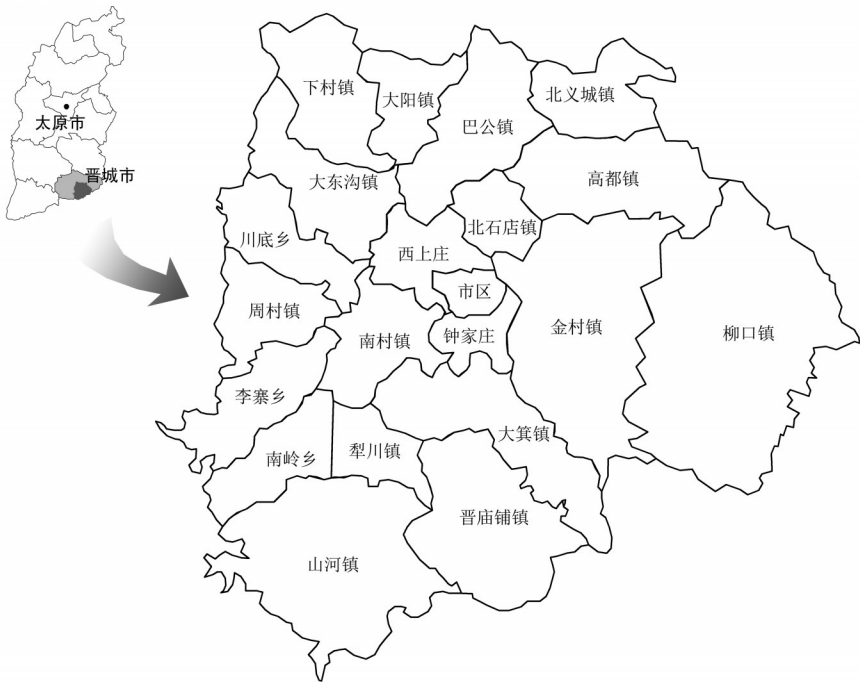 太原市
晋城市
下村镇
大阳镇
巴公镇
北义城镇
大东沟镇
高都镇
川底乡
西上庄
北石店镇
周村镇
市区
南村镇
钟家庄
金村镇
柳口镇
李寨乡
南岭乡
犁川镇
大箕镇
晋庙铺镇
山河镇